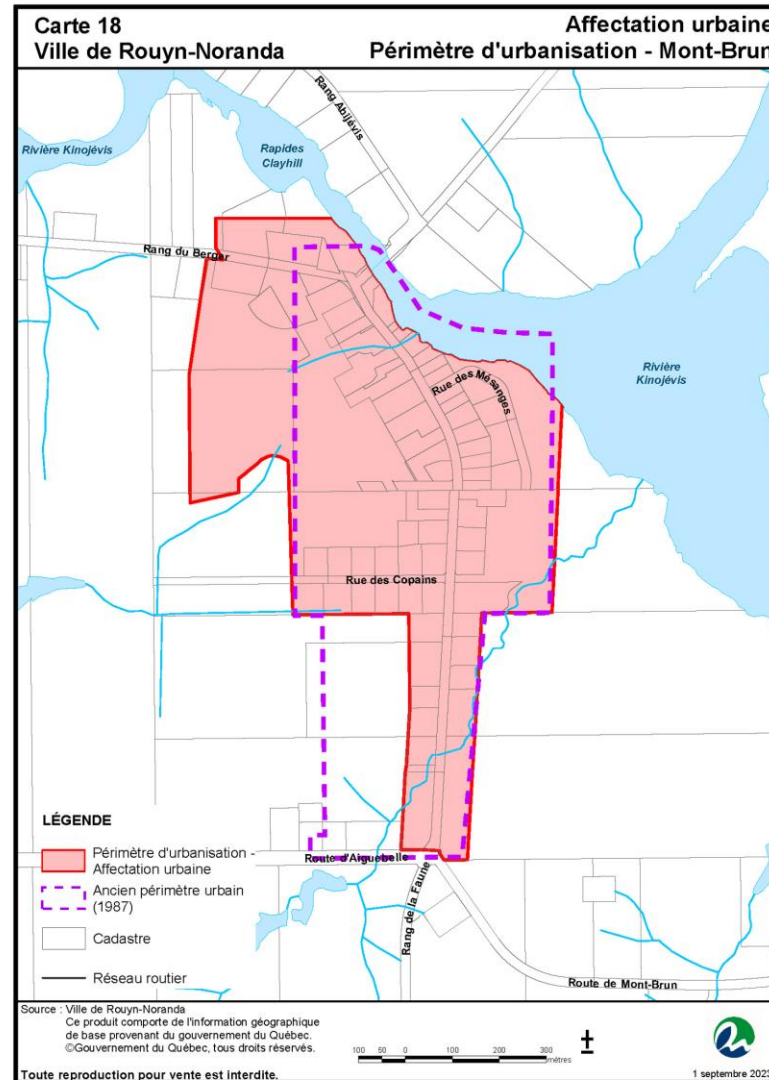 Carte 18
Ville de Rouyn-Noranda
Affectation urbaine
Périmètre d'urbanisation - Mont-Brun
Rang Abijévis
Rivière Kinojévis
Rapides
Clayhill
Rang du Berger
Rivière
Kinojévis
Rue des Mésanges
Rue des Copains
LÉGENDE
Périmètre d'urbanisation -
Affectation urbaine
Ancien périmètre urbain
(1987)
Cadastre
Réseau routier
Route d'Aiguebelle
Rang de la Faune
Route de Mont-Brun
Source : Ville de Rouyn-Noranda
Ce produit comporte de l'information géographique
de base provenant du gouvernement du Québec.
©Gouvernement du Québec, tous droits réservés.
100 50 0 100 200 300
mètres
Toute reproduction pour vente est interdite.
1 septembre 2023